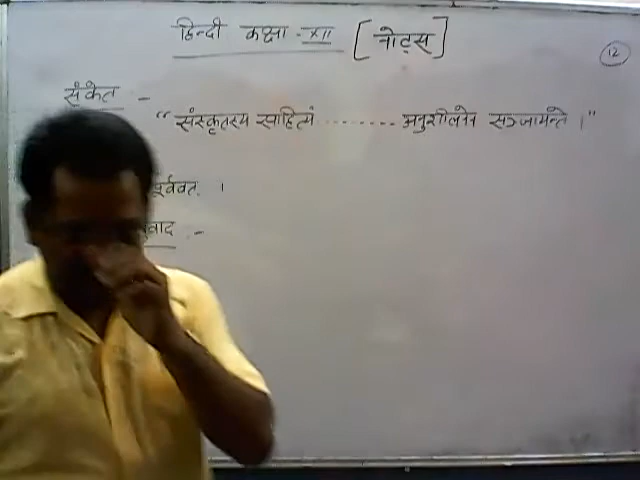 हिन्दी कक्षा - XII [ नोट्स ]
12
संकेत -
"संस्कृतस्य साहित्यं ........ अनुशीलनेन सञ्जायन्ते ।"
र्ववत् ।
वाद -